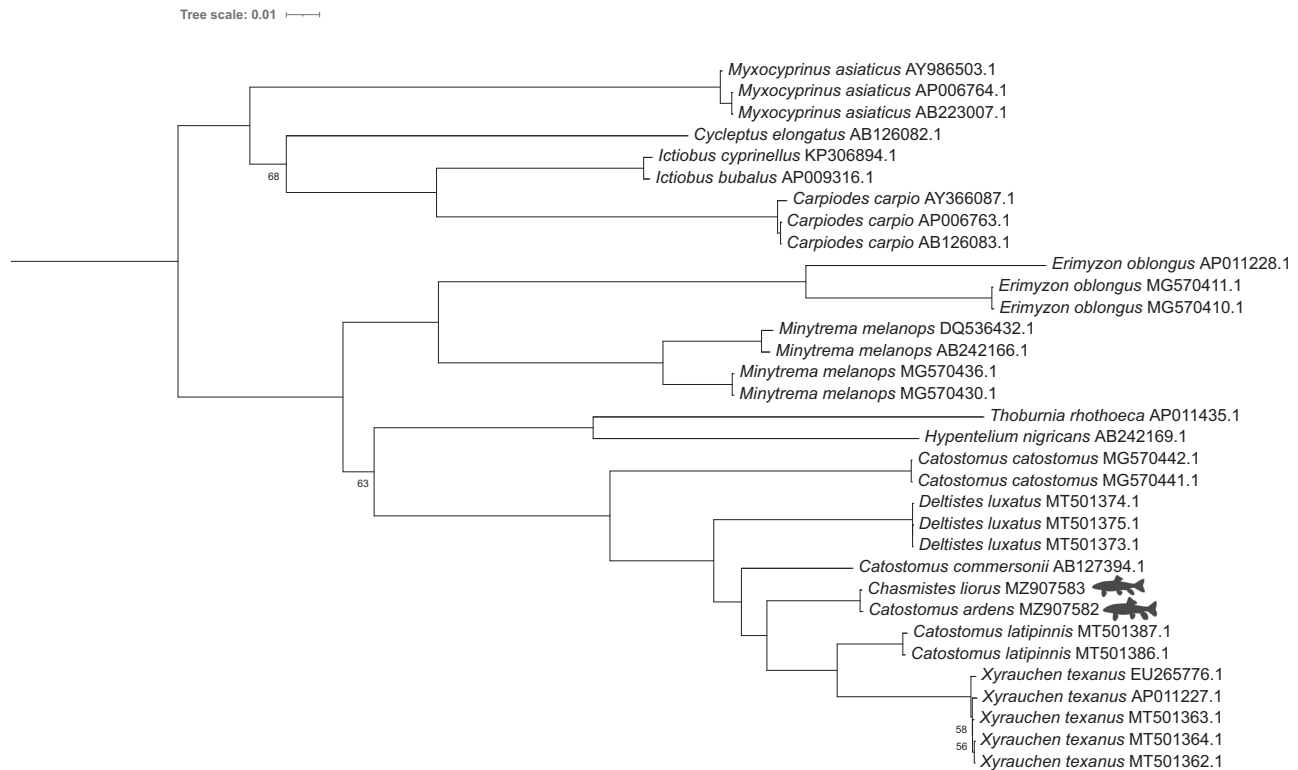 Tree scale: 0.01
Myxocyprinus asiaticus AY986503.1
Myxocyprinus asiaticus AP006764.1
Myxocyprinus asiaticus AB223007.1
Cycleptus elongatus AB126082.1
Ictiobus cyprinellus KP306894.1
68
Ictiobus bubalus AP009316.1
Carpiodes carpio AY366087.1
Carpiodes carpio AP006763.1
Carpiodes carpio AB126083.1
Erimyzon oblongus AP011228.1
Erimyzon oblongus MG570411.1
Erimyzon oblongus MG570410.1
Minytrema melanops DQ536432.1
Minytrema melanops AB242166.1
Minytrema melanops MG570436.1
Minytrema melanops MG570430.1
Thoburnia rhothoeca AP011435.1
Hypentelium nigricans AB242169.1
Catostomus catostomus MG570442.1
63
Catostomus catostomus MG570441.1
Deltistes luxatus MT501374.1
Deltistes luxatus MT501375.1
Deltistes luxatus MT501373.1
Catostomus commersonii AB127394.1
Chasmistes liorus MZ907583
Catostomus ardens MZ907582
Catostomus latipinnis MT501387.1
Catostomus latipinnis MT501386.1
Xyrauchen texanus EU265776.1
Xyrauchen texanus AP011227.1
Xyrauchen texanus MT501363.1
58
Xyrauchen texanus MT501364.1
56
Xyrauchen texanus MT501362.1